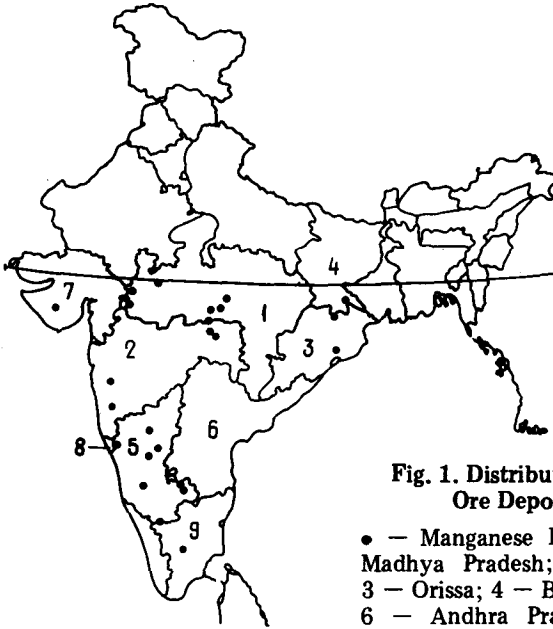 4
7
1
2
3
6
8
5
9
Fig. 1. Distribu
Ore Depo
• — Manganese
Madhya Pradesh;
3 — Orissa; 4 — B
6 — Andhra Pra